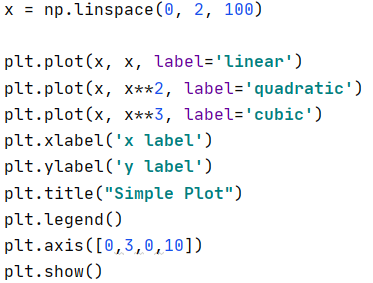 x = np.linspace(0, 2, 100)
plt.plot(x, x, label='linear')
plt.plot(x, x**2, label='quadratic')
plt.plot(x, x**3, label='cubic')
plt.xlabel('x label')
plt.ylabel('y label')
plt.title("Simple Plot")
plt.legend()
plt.axis([0,3,0,10])
plt.show()